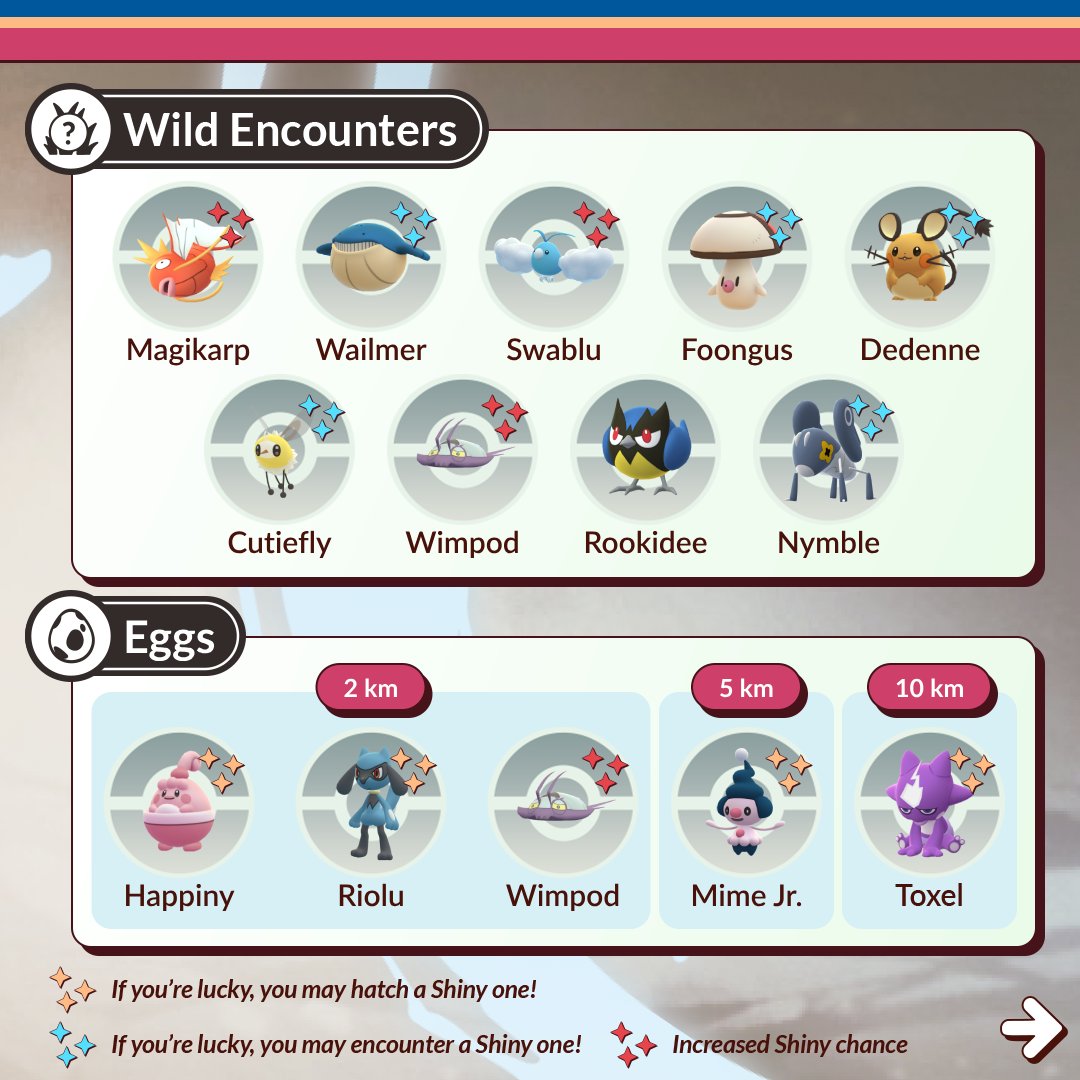 Wild Encounters
Magikarp Wailmer Swablu Foongus Dedenne
Cutiefly Wimpod Rookidee Nymble
Eggs
2 km 5 km 10 km
Happiny Riolu Wimpod Mime Jr. Toxel
If you're lucky, you may hatch a Shiny one!
If you're lucky, you may encounter a Shiny one! Increased Shiny chance